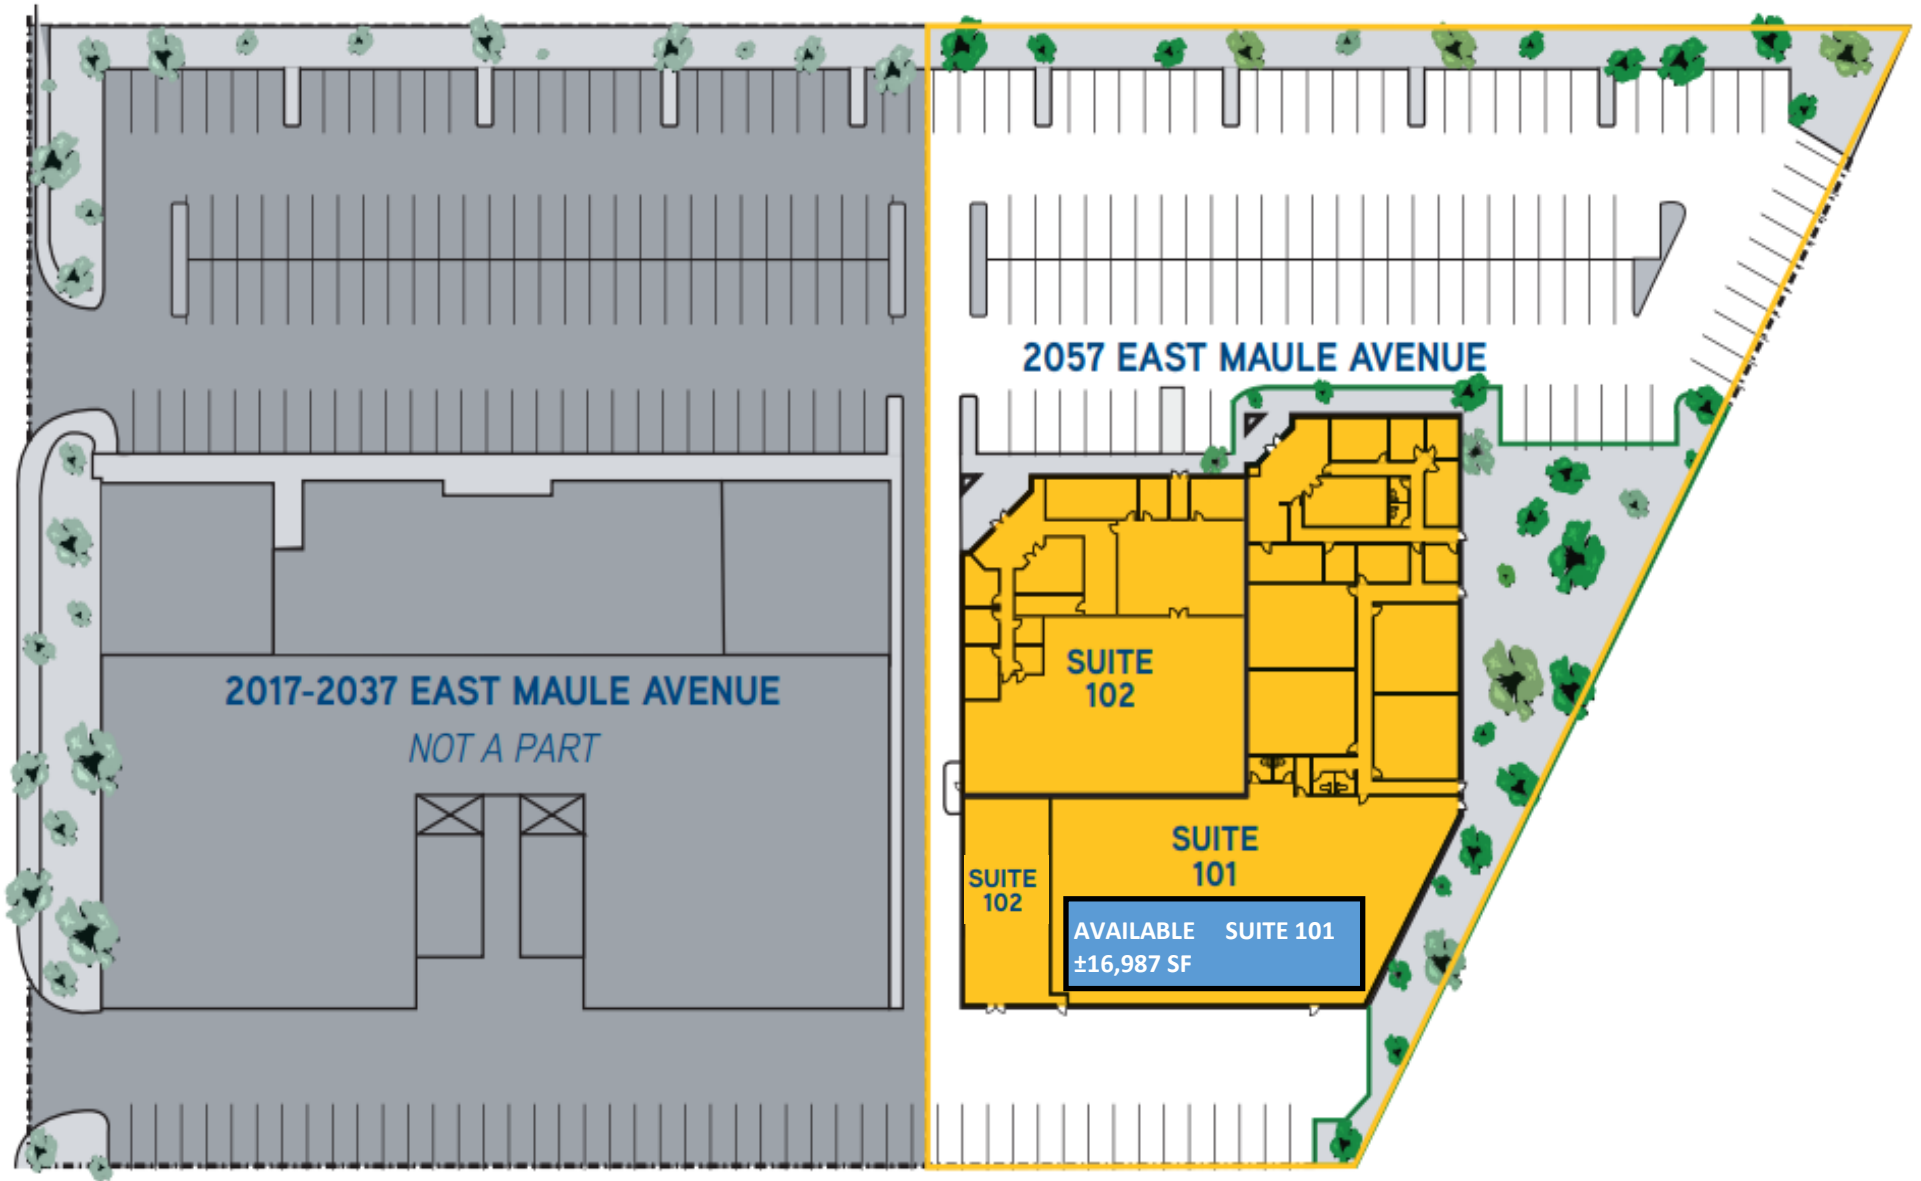 2057 EAST MAULE AVENUE
SUITE
102
2017-2037 EAST MAULE AVENUE
NOT A PART
SUITE
101
SUITE
102
AVAILABLE SUITE 101
±16,987 SF